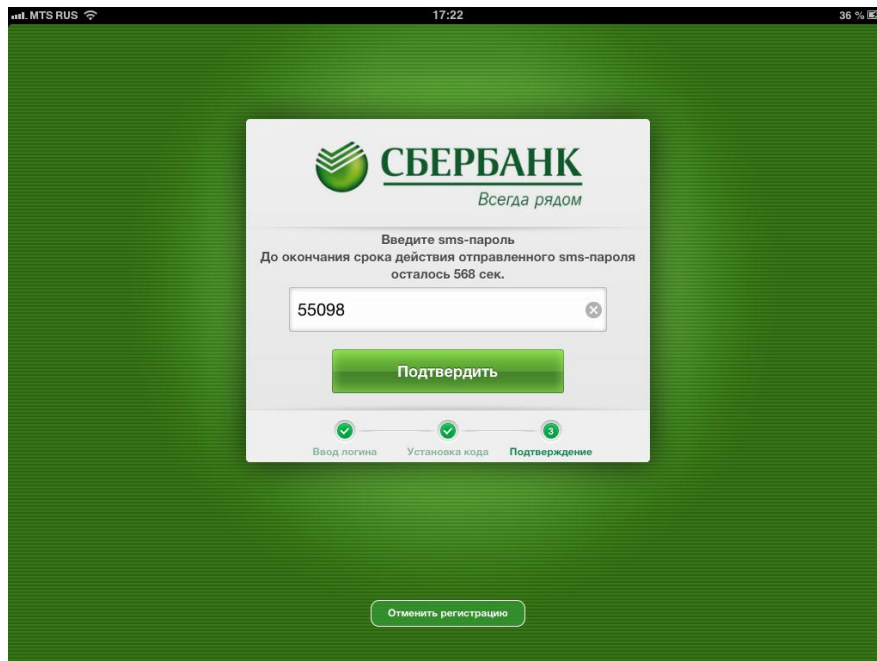 MTS RUS 17:22 36 %
СБЕРБАНК
Всегда рядом
Введите sms-пароль
До окончания срока действия отправленного sms-пароля
осталось 568 сек.
55098
Подтвердить
3
Ввод логина Установка кода Подтверждение
Отменить регистрацию